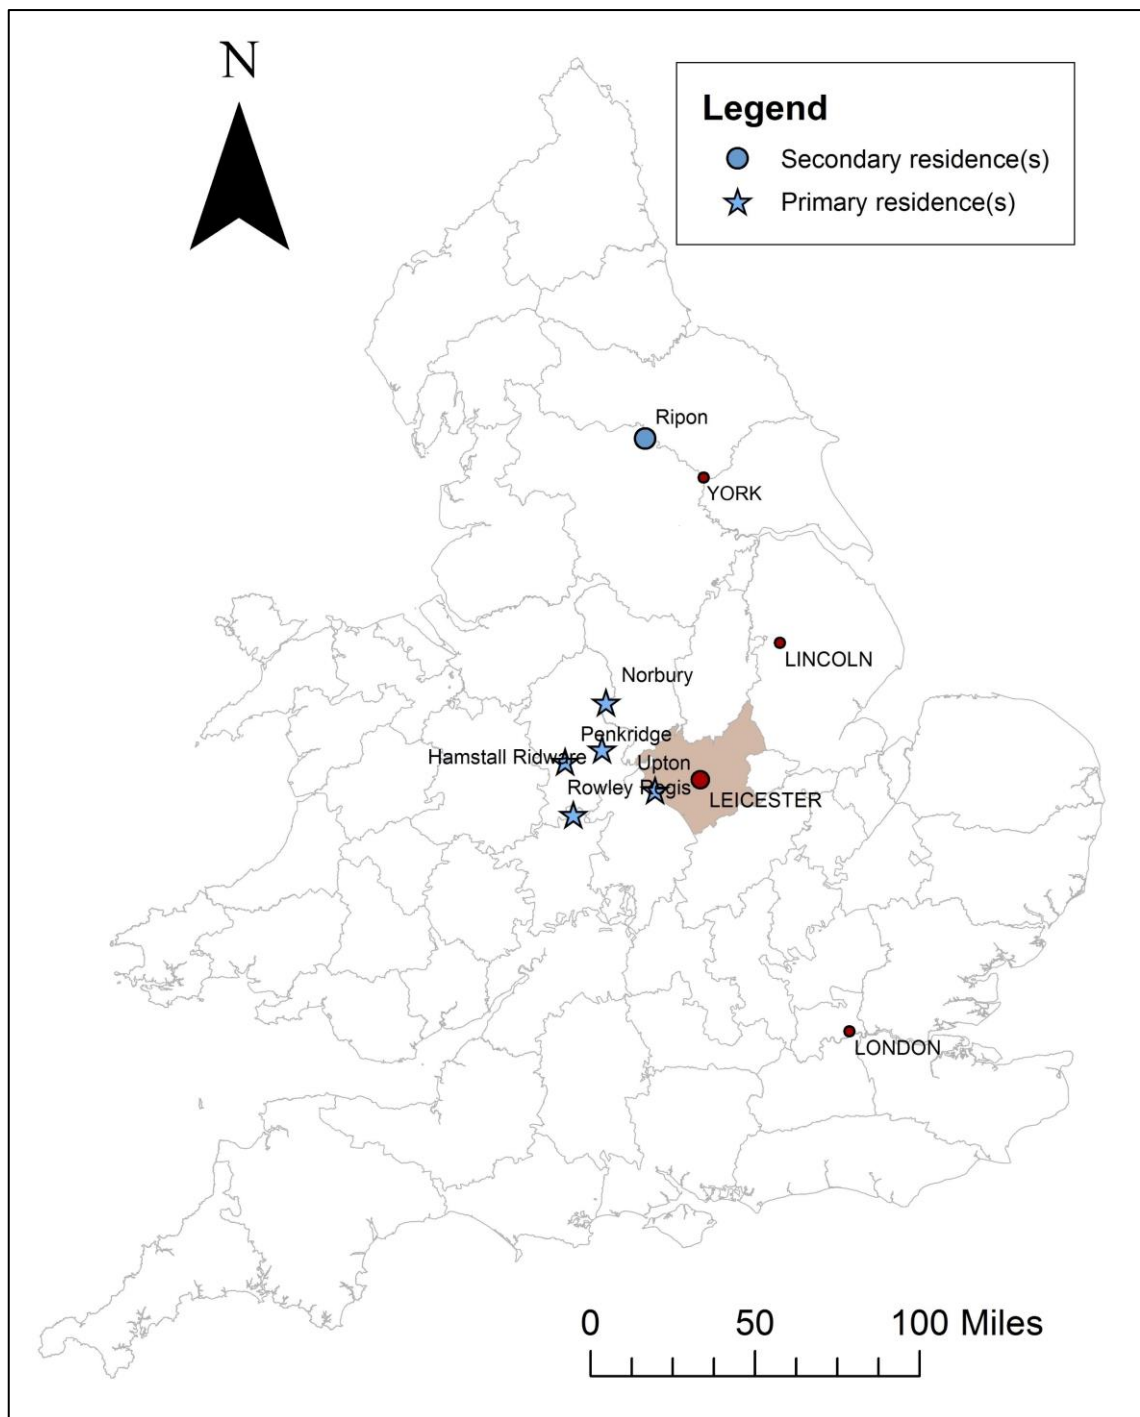 N
Legend
Secondary residence(s)
Primary residence(s)
Ripon
YORK
LINCOLN
Norbury
Penkridge
Hamstall Ridware
Upton
Rowley Regis
LEICESTER
LONDON
0 50 100 Miles